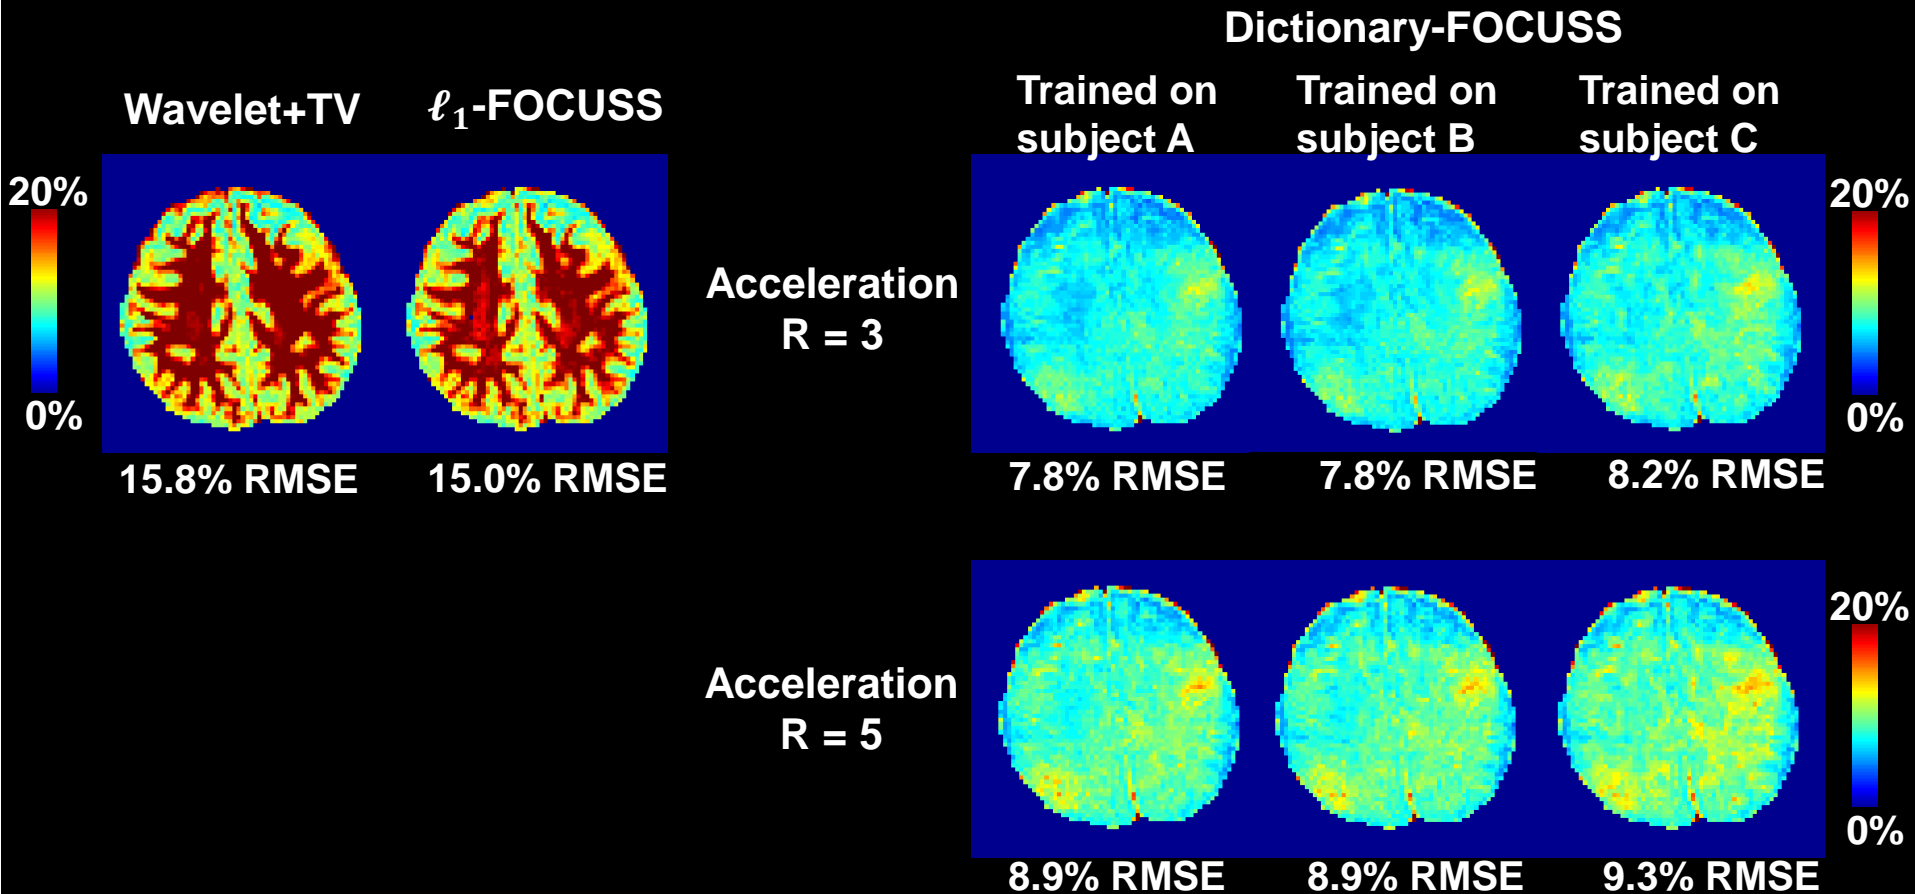 Dictionary-FOCUSS
Wavelet+TV
ℓ₁-FOCUSS
Trained on
subject A
Trained on
subject B
Trained on
subject C
20%
0%
Acceleration
R = 3
20%
0%
15.8% RMSE
15.0% RMSE
7.8% RMSE
7.8% RMSE
8.2% RMSE
Acceleration
R = 5
20%
0%
8.9% RMSE
8.9% RMSE
9.3% RMSE